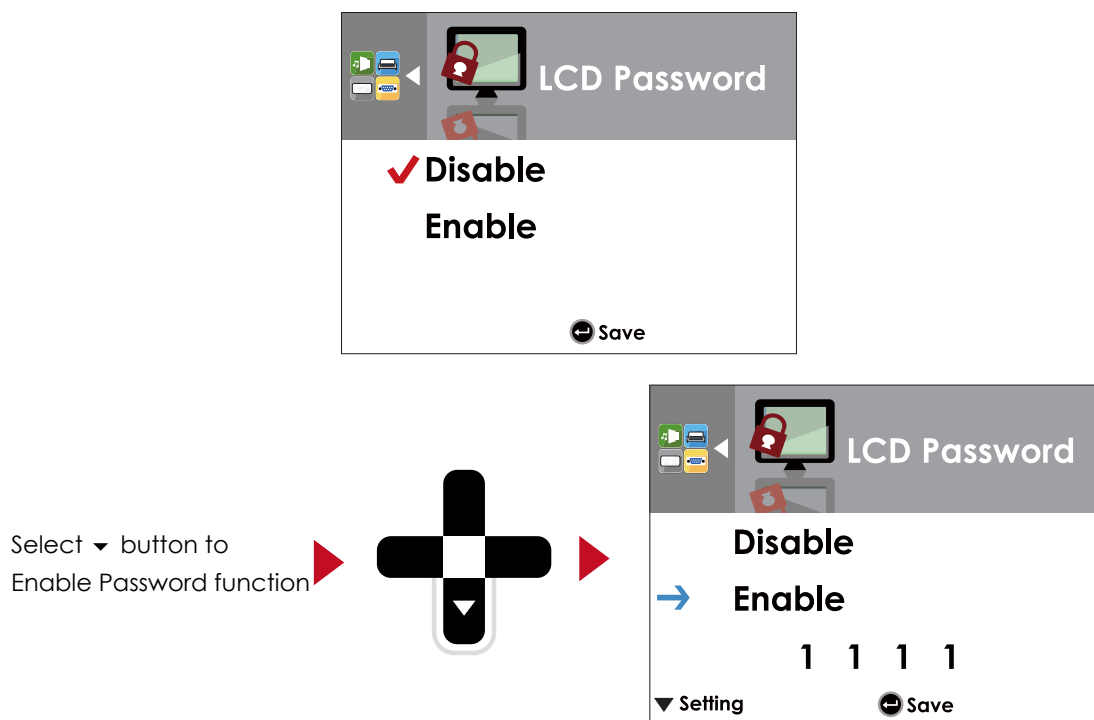 LCD Password
Disable
Enable
Save
Select ▼ button to
Enable Password function
LCD Password
Disable
Enable
1 1 1 1
▼ Setting
Save